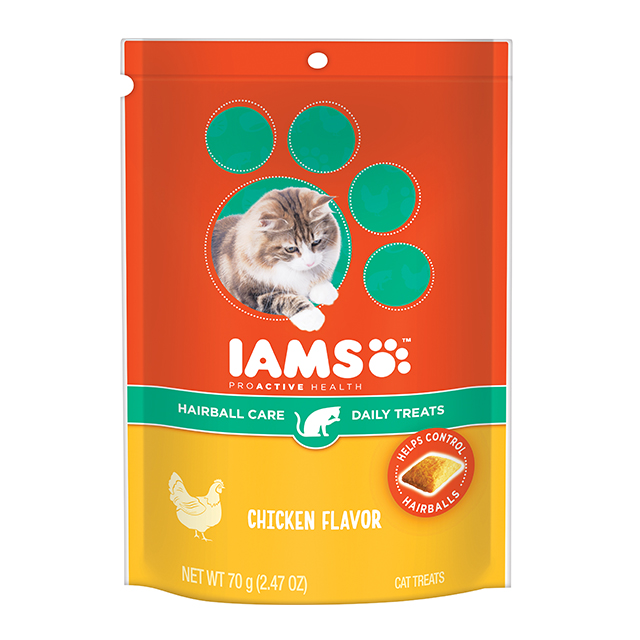 IAMS™
PROACTIVE HEALTH
HAIRBALL CARE DAILY TREATS
HELPS CONTROL
HAIRBALLS
CHICKEN FLAVOR
NET WT 70 g (2.47 OZ)
CAT TREATS